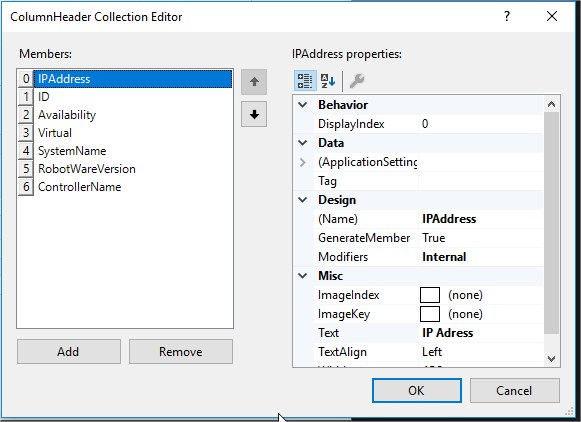 ColumnHeader Collection Editor
Members:
0 IPAddress
1 ID
2 Availability
3 Virtual
4 SystemName
5 RobotWareVersion
6 ControllerName
Add Remove
IPAddress properties:
Behavior
DisplayIndex 0
Data
(ApplicationSetting
Tag
Design
(Name) IPAddress
GenerateMember True
Modifiers Internal
Misc
ImageIndex (none)
ImageKey (none)
Text IP Adress
TextAlign Left
OK Cancel